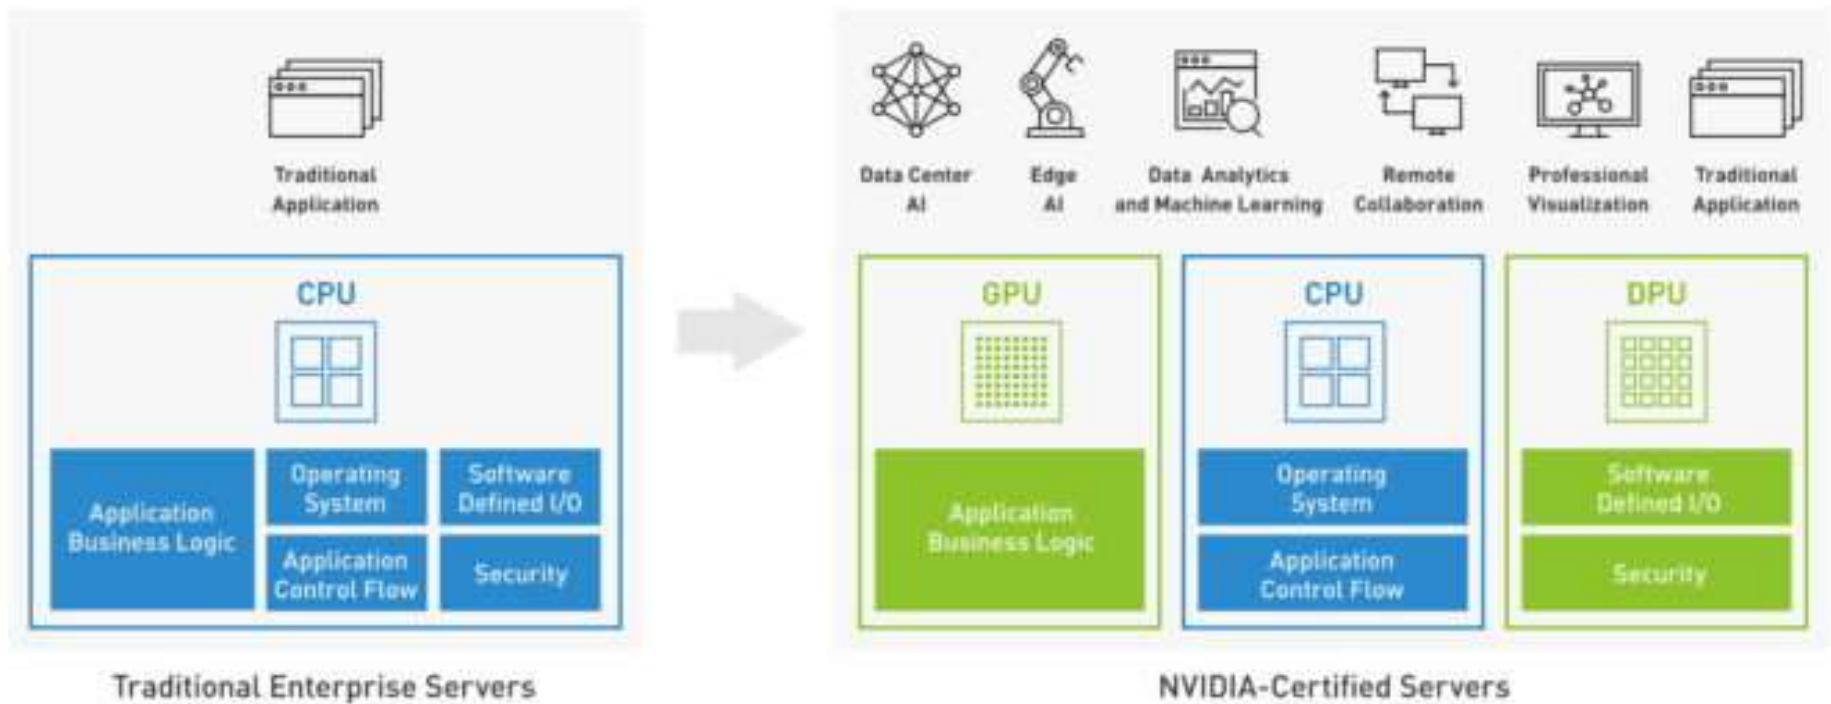 Traditional
Application
CPU
Application
Business Logic
Operating
System
Application
Control Flow
Software
Defined I/O
Security
Traditional Enterprise Servers
Data Center
AI
Edge
AI
Data Analytics
and Machine Learning
Remote
Collaboration
Professional
Visualization
Traditional
Application
GPU
Application
Business Logic
CPU
Operating
System
Application
Control Flow
DPU
Software
Defined I/O
Security
NVIDIA-Certified Servers